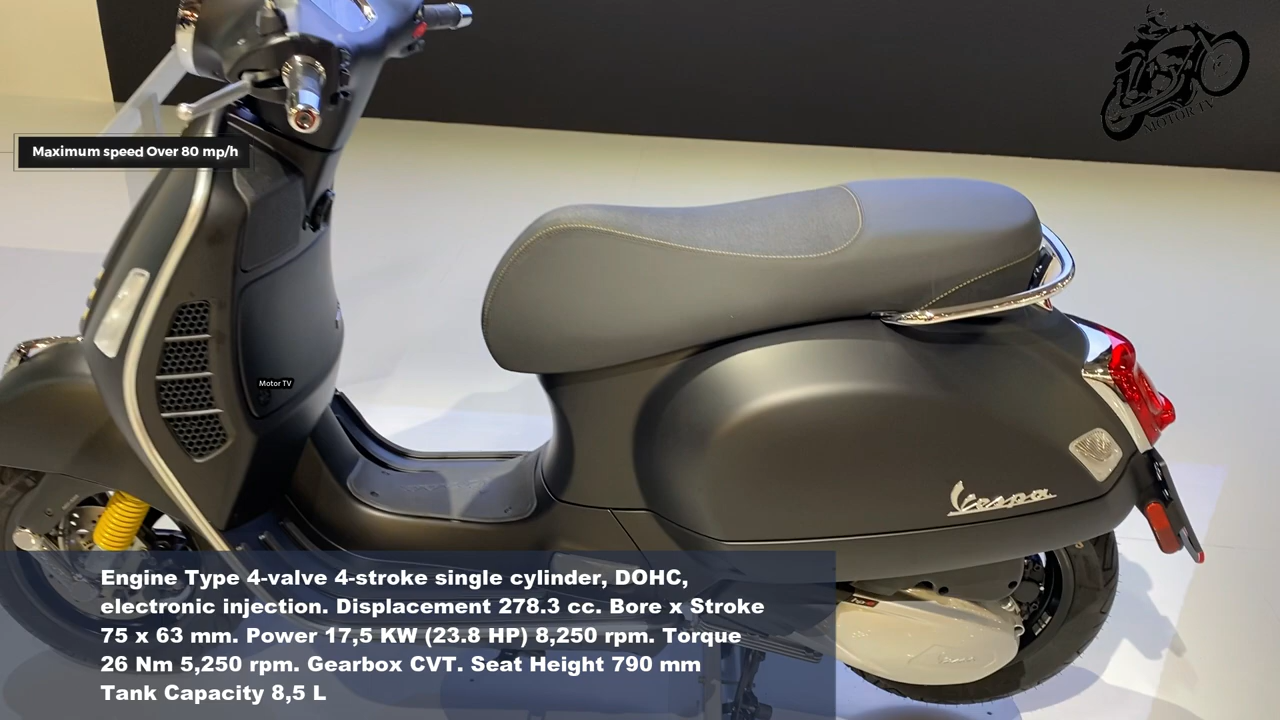 MOTOR TV
Maximum speed Over 80 mp/h
Motor TV
Vespa
Engine Type 4-valve 4-stroke single cylinder, DOHC,
electronic injection. Displacement 278.3 cc. Bore x Stroke
75 x 63 mm. Power 17,5 KW (23.8 HP) 8,250 rpm. Torque
26 Nm 5,250 rpm. Gearbox CVT. Seat Height 790 mm
Tank Capacity 8,5 L